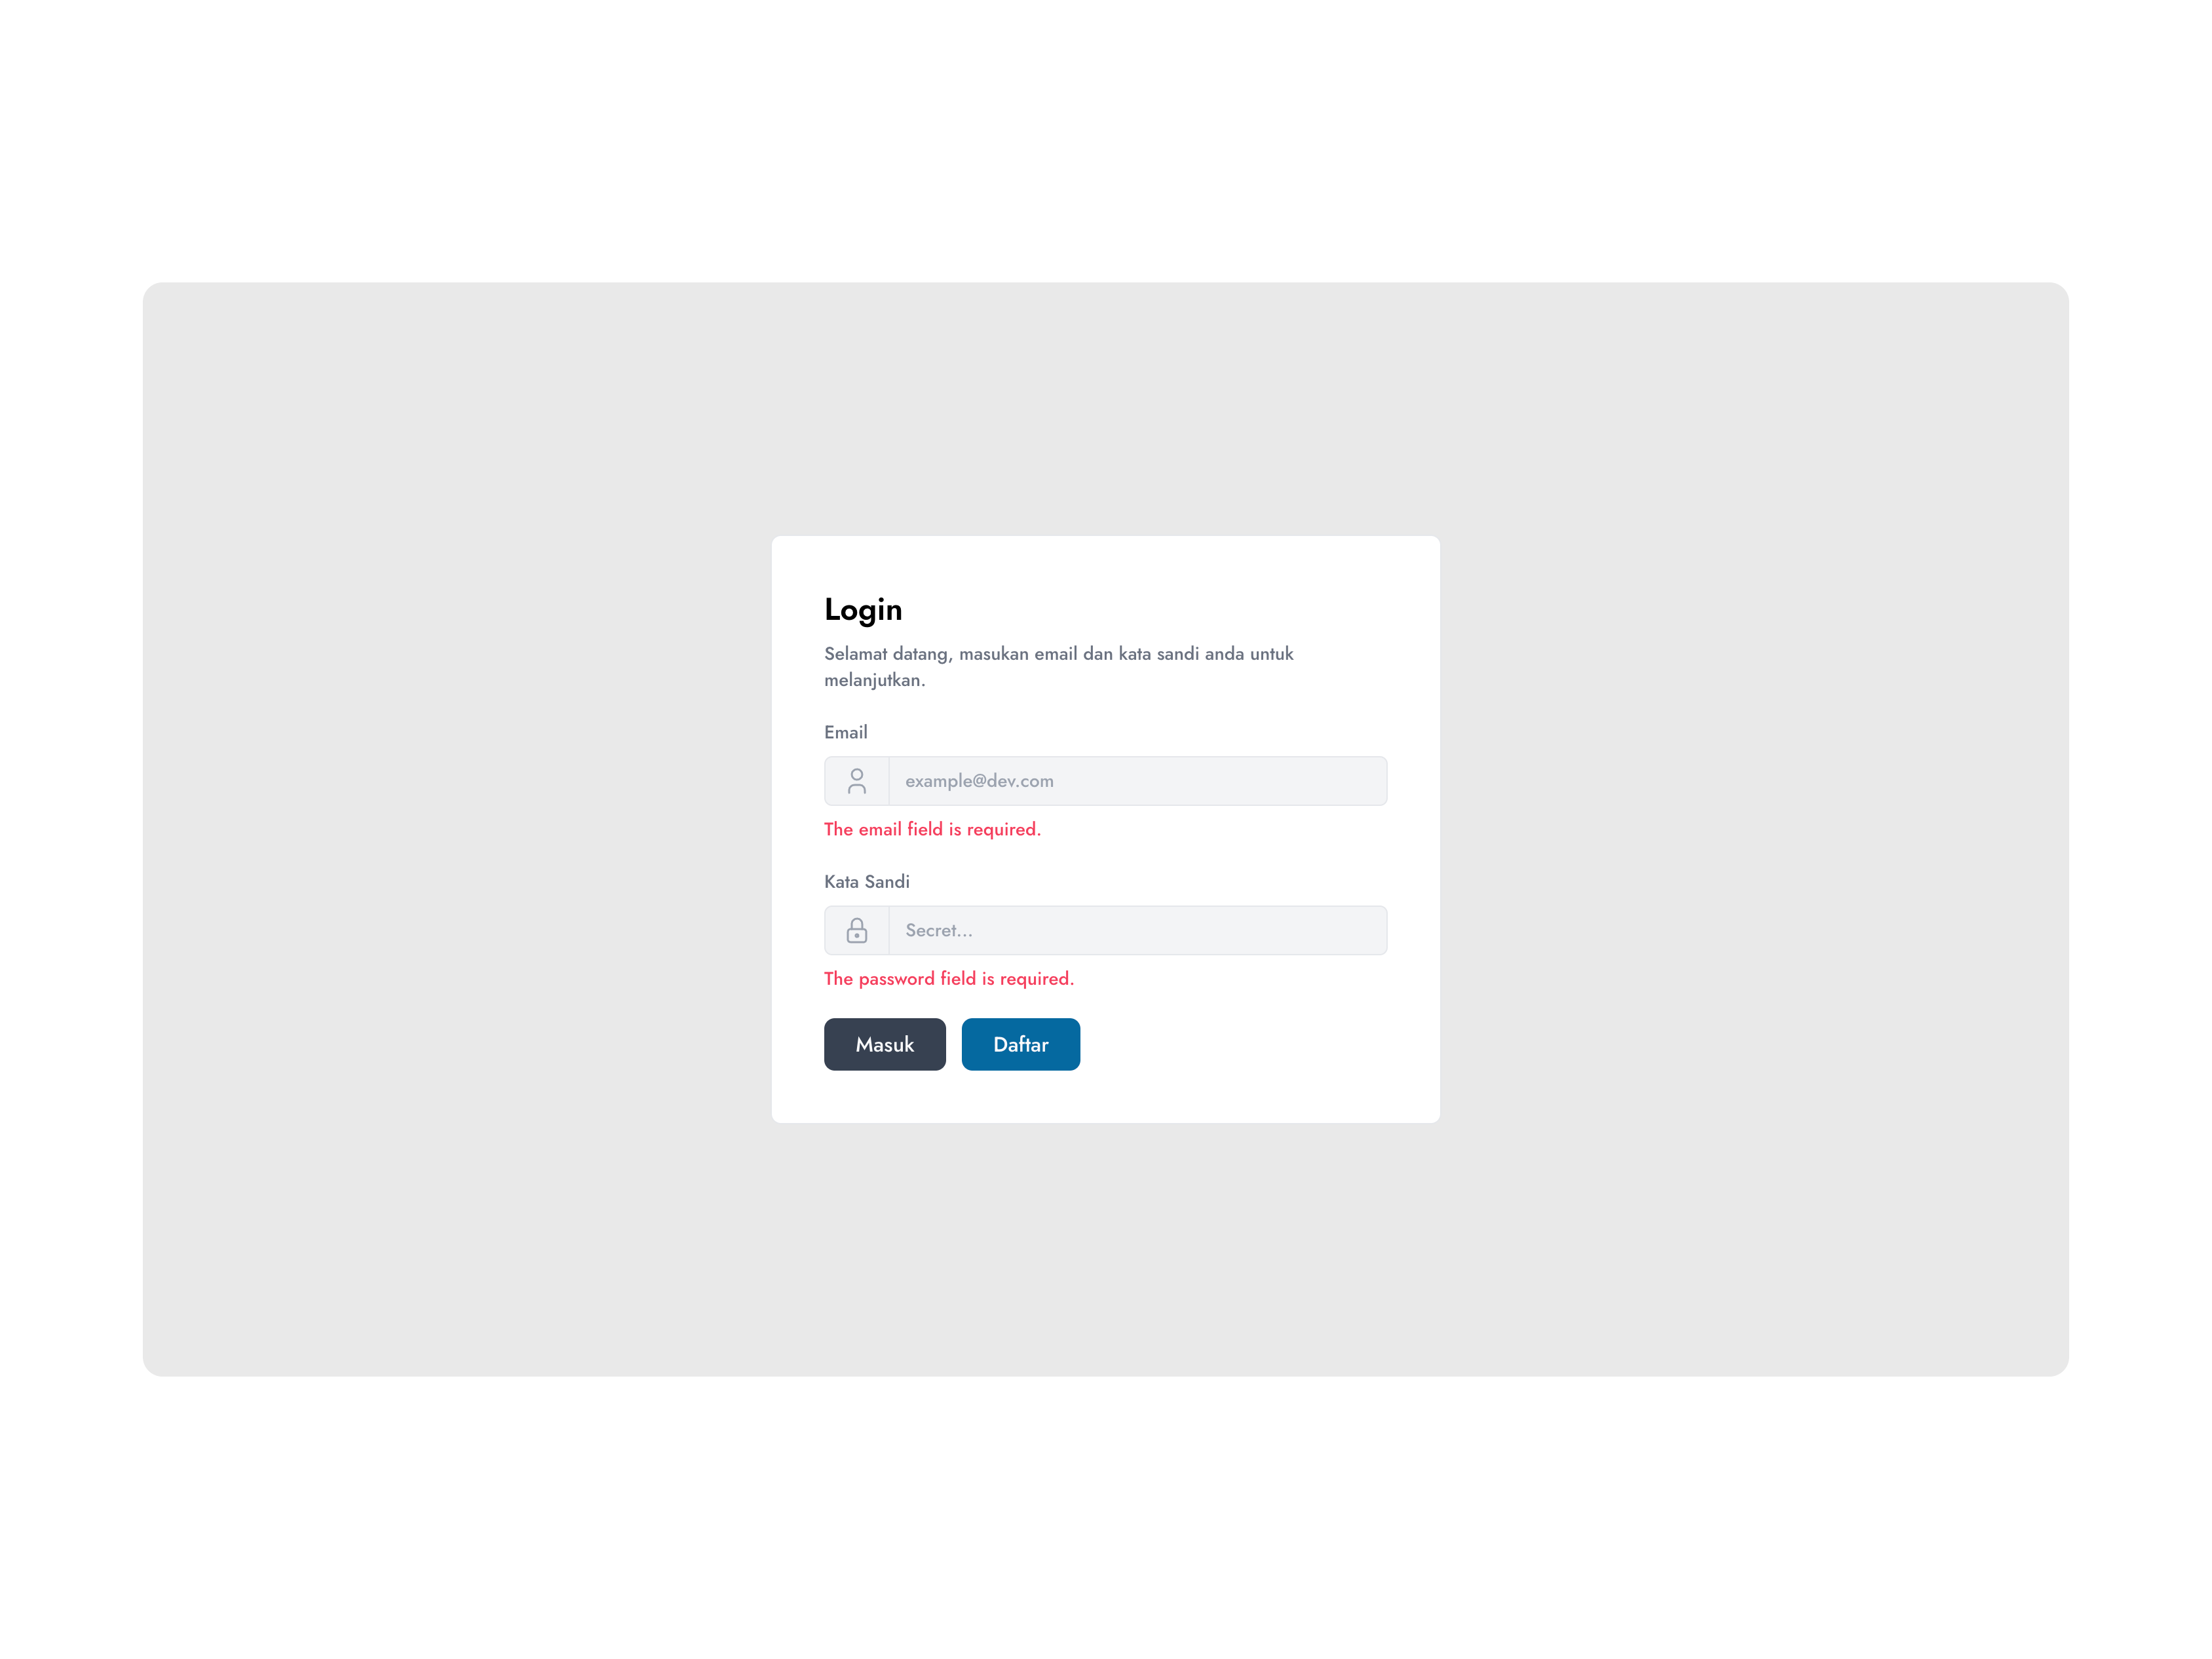 Login
Selamat datang, masukan email dan kata sandi anda untuk
melanjutkan.
Email
example@dev.com
The email field is required.
Kata Sandi
Secret...
The password field is required.
Masuk
Daftar